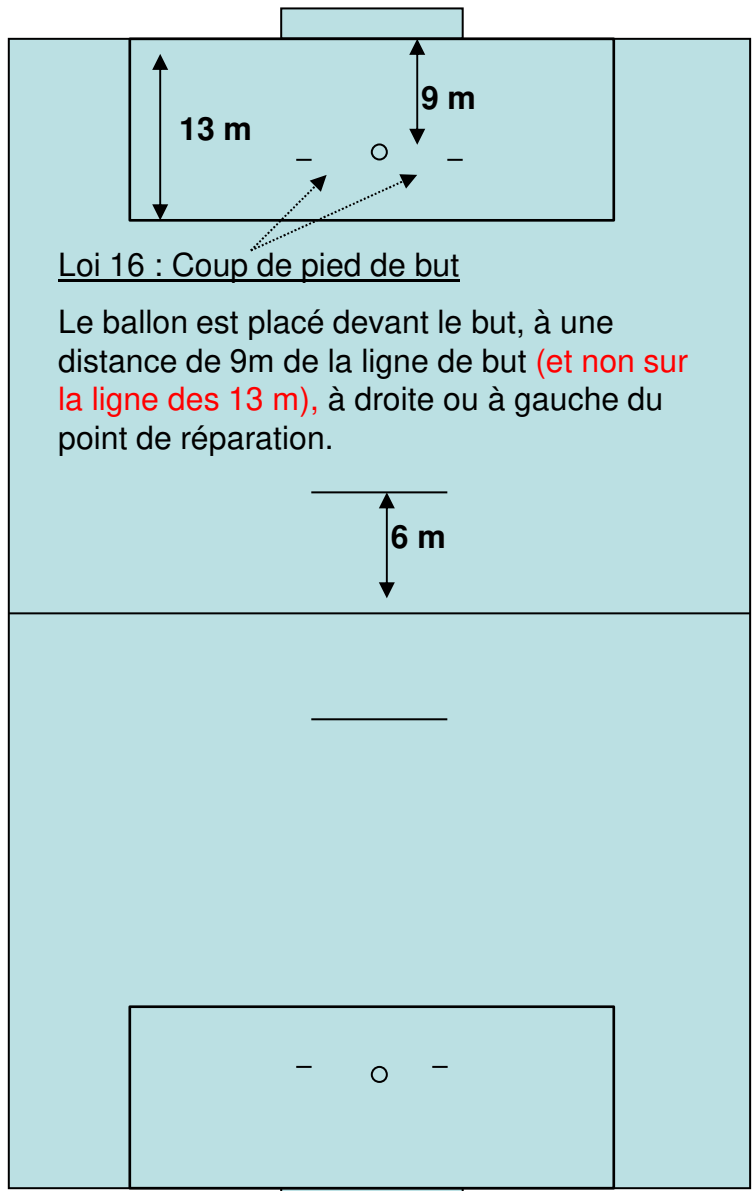 9 m
13 m
Loi 16 : Coup de pied de but
Le ballon est placé devant le but, à une
distance de 9m de la ligne de but (et non sur
la ligne des 13 m), à droite ou à gauche du
point de réparation.
6 m